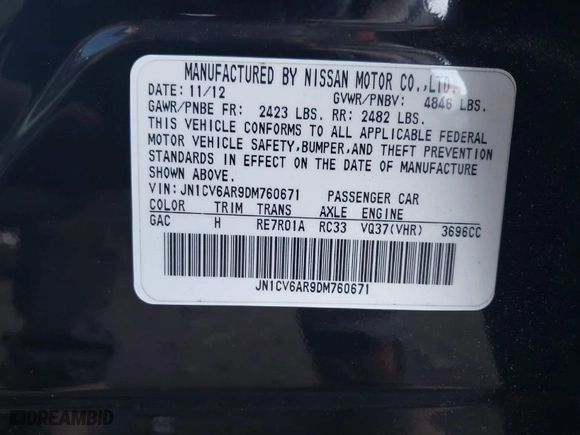 MANUFACTURED BY NISSAN MOTOR CO.,LTD.
DATE: 11/12 GVWR/PNBV: 4846 LBS.
GAWR/PNBE FR: 2423 LBS. RR: 2482 LBS.
THIS VEHICLE CONFORMS TO ALL APPLICABLE FEDERAL
MOTOR VEHICLE SAFETY,BUMPER,AND THEFT PREVENTION
STANDARDS IN EFFECT ON THE DATE OF MANUFACTURE
SHOWN ABOVE.
VIN: JN1CV6AR9DM760671 PASSENGER CAR
COLOR TRIM TRANS AXLE ENGINE
GAC H RE7R01A RC33 VQ37(VHR) 3696CC
JN1CV6AR9DM760671
DREAMBID